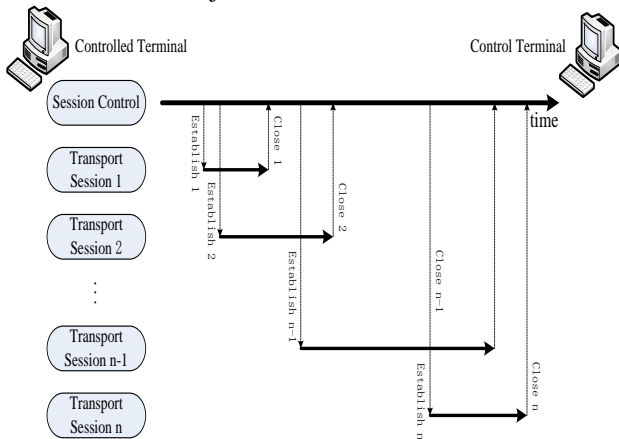 Controlled Terminal
Control Terminal
Session Control
time
Establish 1
Close 1
Transport
Session 1
Establish 2
Close 2
Transport
Session 2
Establish n-1
Close n-1
Transport
Session n-1
Establish n
Close n
Transport
Session n